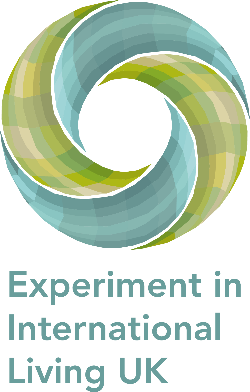 Experiment in
International
Living UK